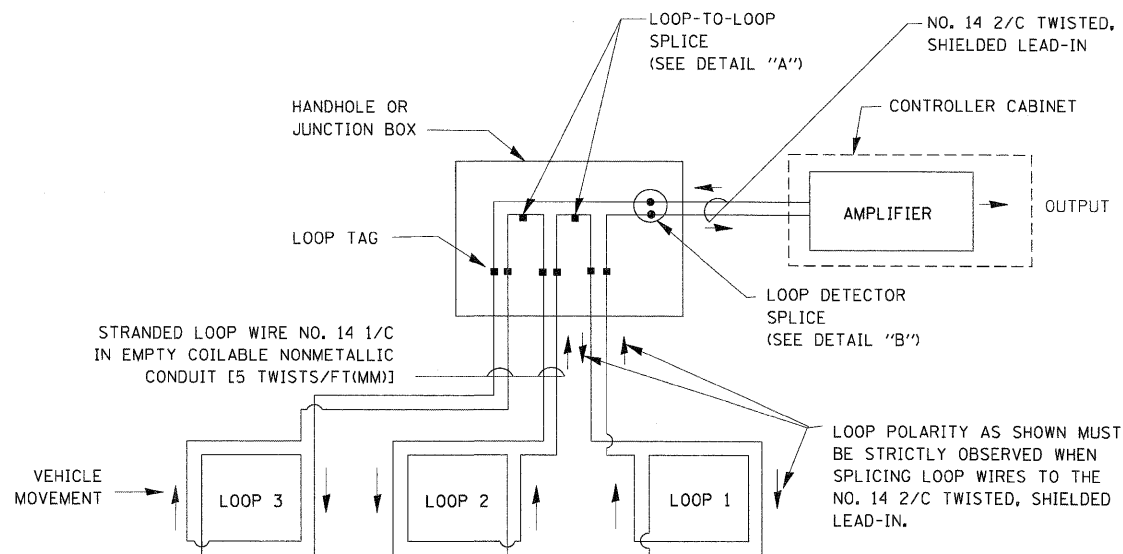 LOOP-TO-LOOP
SPLICE
(SEE DETAIL "A")
NO. 14 2/C TWISTED,
SHIELDED LEAD-IN
HANDHOLE OR
JUNCTION BOX
CONTROLLER CABINET
AMPLIFIER
OUTPUT
LOOP TAG
LOOP DETECTOR
SPLICE
(SEE DETAIL "B")
STRANDED LOOP WIRE NO. 14 1/C
IN EMPTY COILABLE NONMETALLIC
CONDUIT [5 TWISTS/FT(MM)]
LOOP POLARITY AS SHOWN MUST
BE STRICTLY OBSERVED WHEN
SPLICING LOOP WIRES TO THE
NO. 14 2/C TWISTED, SHIELDED
LEAD-IN.
VEHICLE
MOVEMENT
LOOP 3
LOOP 2
LOOP 1